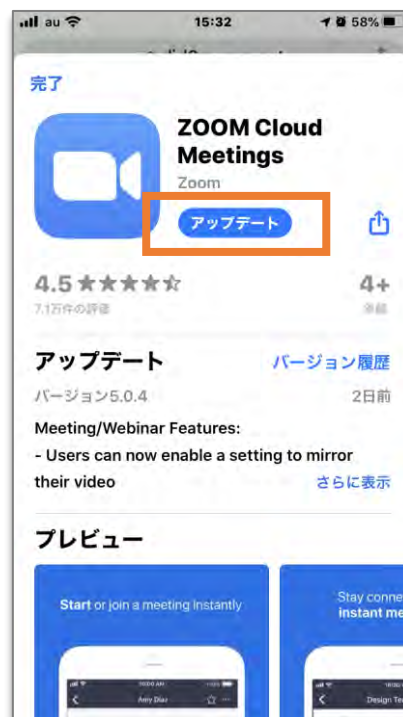 au 15:32 58%
完了
ZOOM Cloud
Meetings
Zoom
アップデート
4.5 4+
7.1万件の評価 年齢
アップデート バージョン履歴
バージョン5.0.4 2日前
Meeting/Webinar Features:
- Users can now enable a setting to mirror
their video さらに表示
プレビュー
Start or join a meeting instantly
Stay conne
instant me
Amy Diaz
Design Te